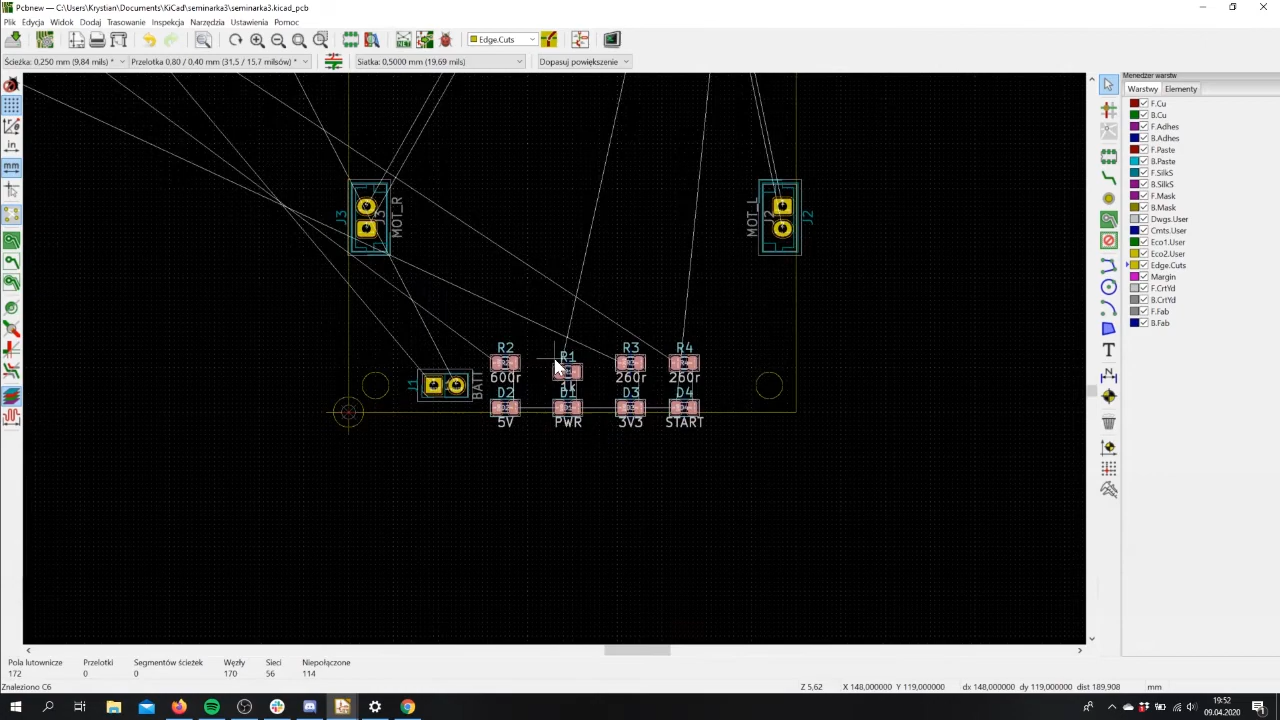 Pcbnew — C:\Users\Krystian\Documents\KiCad\seminarka3\seminarka3.kicad_pcb
Plik Edycja Widok Dodaj Trasowanie Inspekcja Narzędzia Ustawienia Pomoc
Edge.Cuts
Ścieżka: 0,250 mm (9.84 mils) * Przelotka 0,80 / 0,40 mm (31,5 / 15.7 milsów) * Siatka: 0,5000 mm (19.69 mils) Dopasuj powiększenie
Menedżer warstw
Warstwy Elementy
F.Cu
B.Cu
F.Adhes
B.Adhes
F.Paste
B.Paste
F.SilkS
B.SilkS
F.Mask
B.Mask
Dwgs.User
Cmts.User
Eco1.User
Eco2.User
Edge.Cuts
Margin
F.CrtYd
B.CrtYd
F.Fab
B.Fab
in
mm
J3 J3 MOT_R
MOT_L J2 J2
R2 R1 R3 R4
600r 1k 260r 260r
J1 BATT
D2 D1 D3 D4
5V PWR 3V3 START
Pola lutownicze Przelotki Segmentów ścieżek Węzły Sieci Niepołączone
172 0 0 170 56 114
Znaleziono C6 Z 5,62 X 148,000000 Y 119,000000 dx 148,000000 dy 119,000000 dist 189,908 mm
19:52
09.04.2020